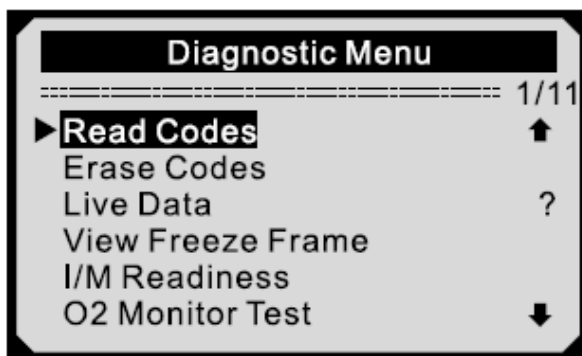 Diagnostic Menu
1/11
Read Codes
Erase Codes
Live Data ?
View Freeze Frame
I/M Readiness
O2 Monitor Test